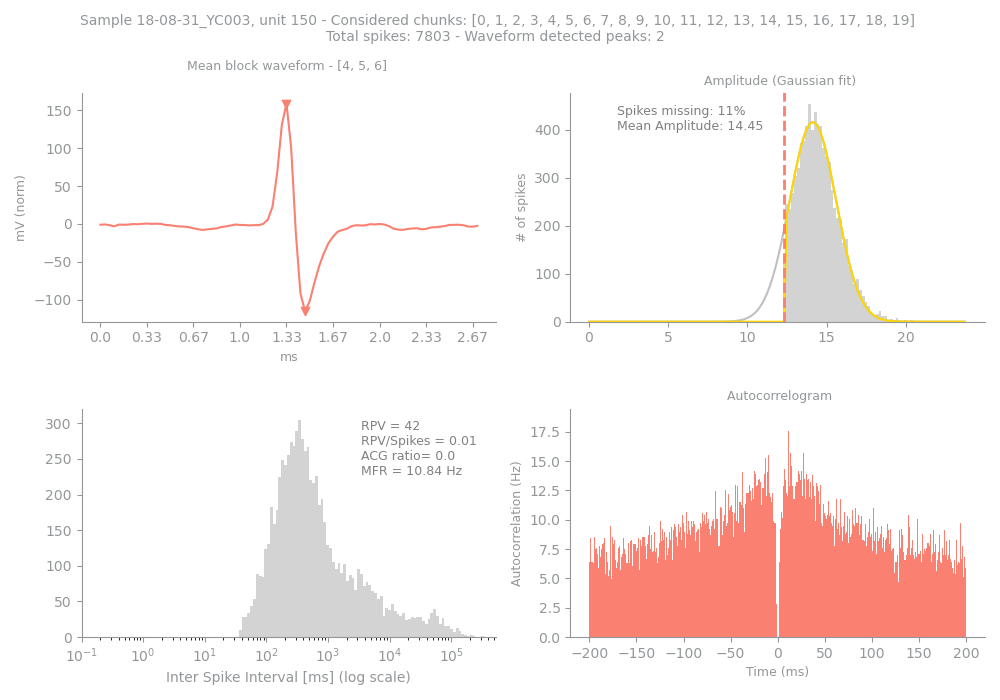 Sample 18-08-31_YC003, unit 150 - Considered chunks: [0, 1, 2, 3, 4, 5, 6, 7, 8, 9, 10, 11, 12, 13, 14, 15, 16, 17, 18, 19]
Total spikes: 7803 - Waveform detected peaks: 2
Mean block waveform - [4, 5, 6]
mV (norm)
150
100
50
0
−50
−100
0.0 0.33 0.67 1.0 1.33 1.67 2.0 2.33 2.67
ms
Amplitude (Gaussian fit)
Spikes missing: 11%
Mean Amplitude: 14.45
# of spikes
400
300
200
100
0
0 5 10 15 20
300
250
200
150
100
50
0
RPV = 42
RPV/Spikes = 0.01
ACG ratio= 0.0
MFR = 10.84 Hz
10⁻¹ 10⁰ 10¹ 10² 10³ 10⁴ 10⁵
Inter Spike Interval [ms] (log scale)
Autocorrelogram
Autocorrelation (Hz)
17.5
15.0
12.5
10.0
7.5
5.0
2.5
0.0
−200 −150 −100 −50 0 50 100 150 200
Time (ms)